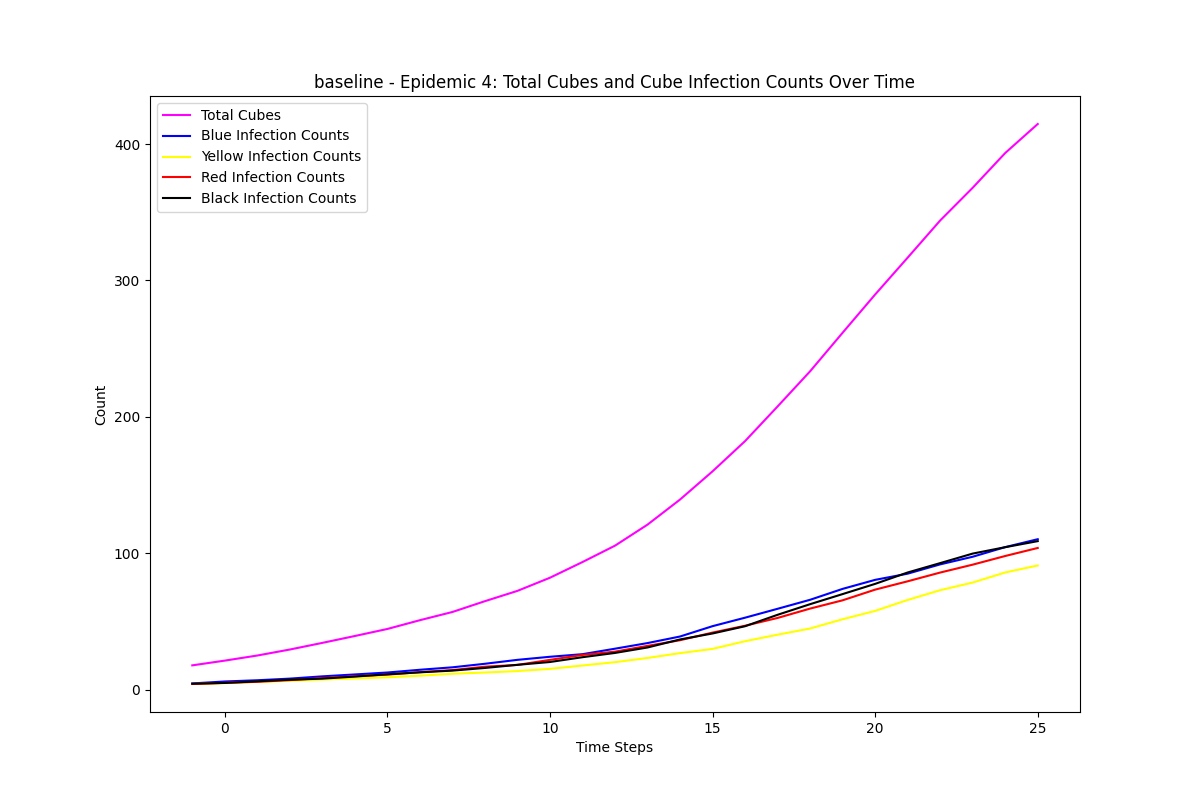 baseline - Epidemic 4: Total Cubes and Cube Infection Counts Over Time
Total Cubes
Blue Infection Counts
Yellow Infection Counts
Red Infection Counts
Black Infection Counts
400
300
200
100
0
Count
0 5 10 15 20 25
Time Steps